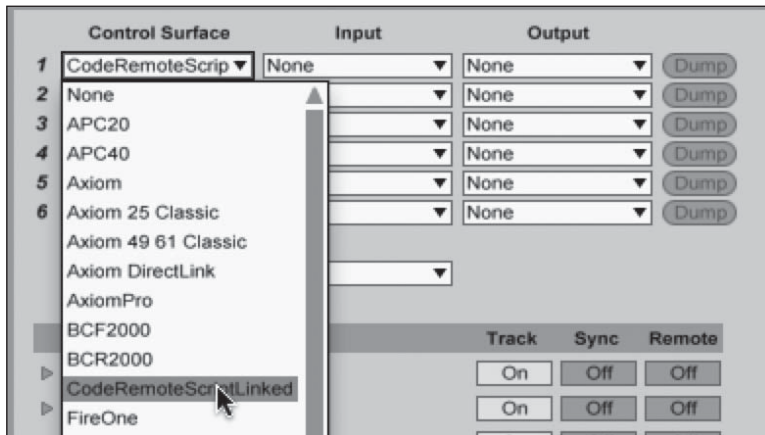 Control Surface Input Output
1 CodeRemoteScrip None None Dump
2 None None Dump
3 APC20 None Dump
4 APC40 None Dump
5 Axiom None Dump
6 Axiom 25 Classic None Dump
Axiom 49 61 Classic
Axiom DirectLink
AxiomPro
BCF2000 Track Sync Remote
BCR2000 On Off Off
CodeRemoteScriptLinked
FireOne On Off Off